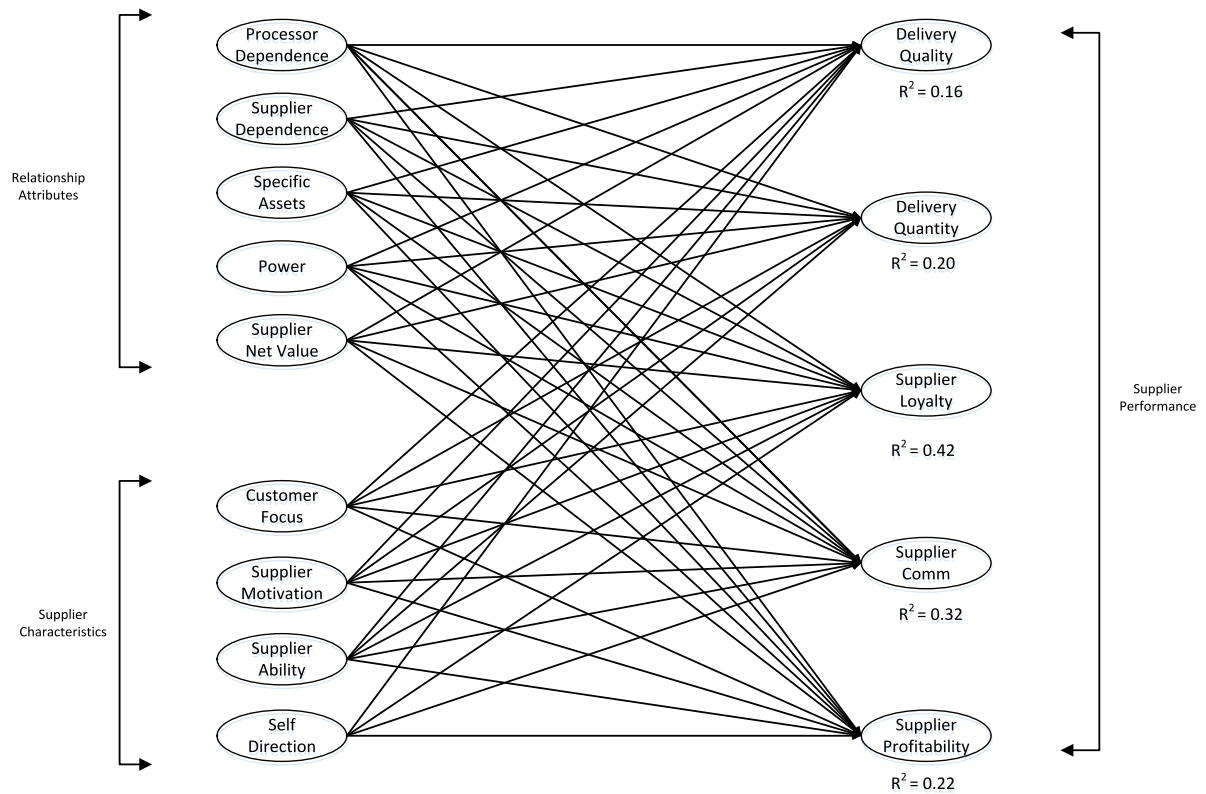 Relationship
Attributes
Processor
Dependence
Supplier
Dependence
Specific
Assets
Power
Supplier
Net Value
Supplier
Characteristics
Customer
Focus
Supplier
Motivation
Supplier
Ability
Self
Direction
Delivery
Quality
R² = 0.16
Delivery
Quantity
R² = 0.20
Supplier
Loyalty
R² = 0.42
Supplier
Comm
R² = 0.32
Supplier
Profitability
R² = 0.22
Supplier
Performance